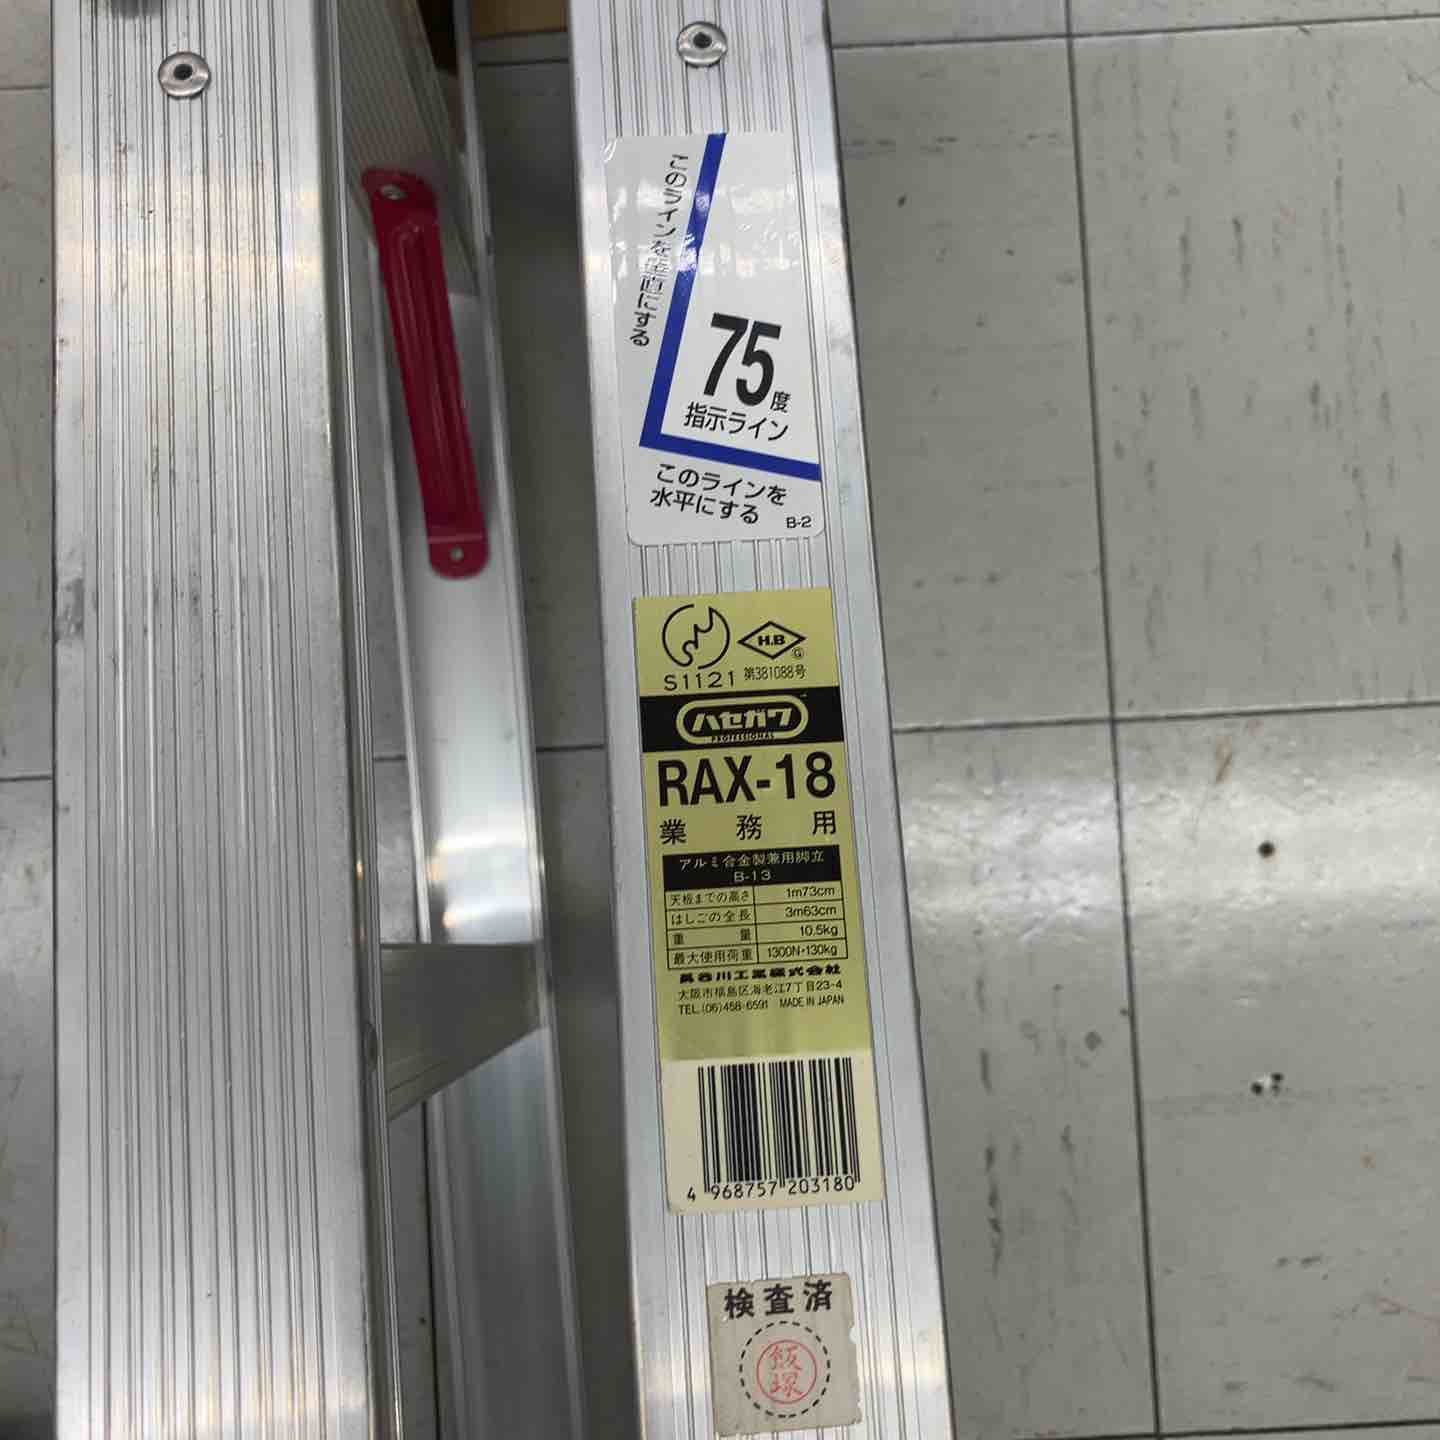 このラインを垂直にする
75度
指示ライン
このラインを
水平にする
B-2
H.B
G
S1121 第381088号
ハセガワ
PROFESSIONAL
RAX-18
業務用
アルミ合金製兼用脚立
B-13
天板までの高さ 1m73cm
はしごの全長 3m63cm
重量 10.5kg
最大使用荷重 1300N・130kg
長谷川工業株式会社
大阪市福島区海老江7丁目23-4
TEL.(06)458-6591 MADE IN JAPAN
4 968757 203180
検査済
飯塚